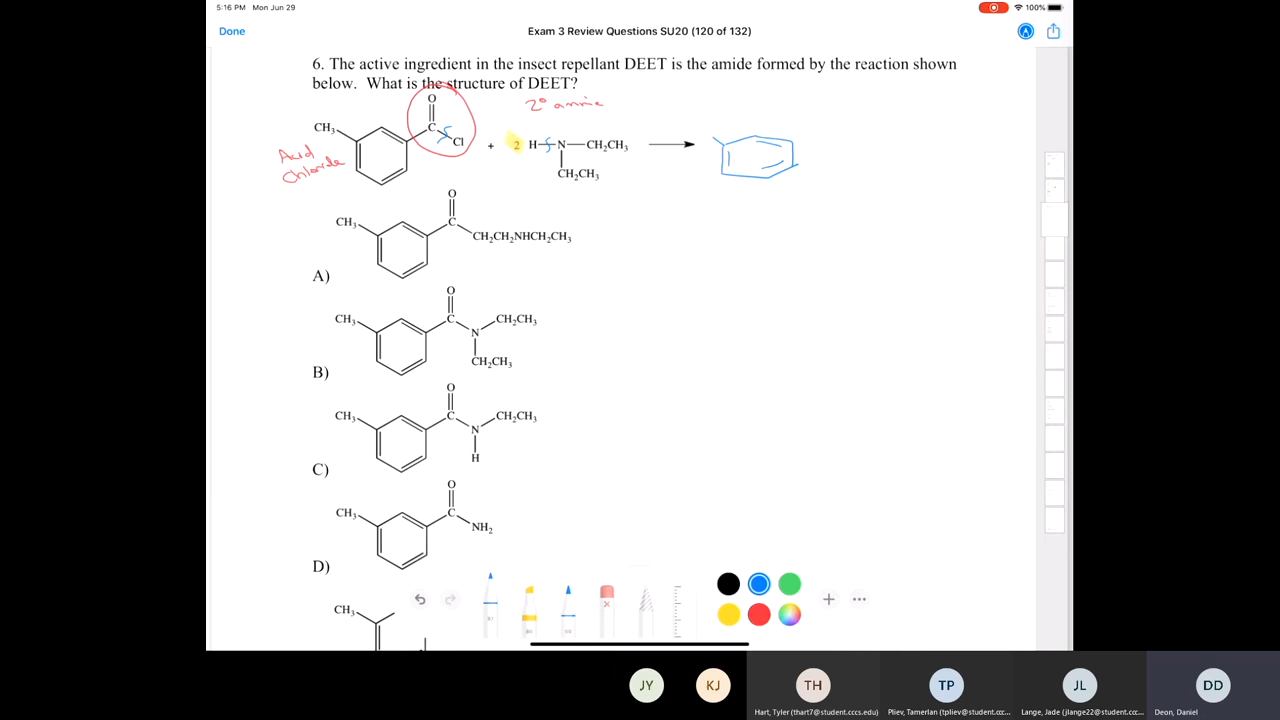 5:16 PM Mon Jun 29
100%
Done
Exam 3 Review Questions SU20 (120 of 132)
6. The active ingredient in the insect repellant DEET is the amide formed by the reaction shown
below. What is the structure of DEET?
2° amine
O
CH₃
C
Cl
+
2 H—N—CH₂CH₃
CH₂CH₃
Acid
Chloride
O
CH₃
C
CH₂CH₂NHCH₂CH₃
A)
O
CH₃
C
N
CH₂CH₃
CH₂CH₃
B)
O
CH₃
C
N
CH₂CH₃
H
C)
O
CH₃
C
NH₂
D)
CH₃
JY
KJ
TH
TP
JL
DD
Hart, Tyler (thart7@student.cccs.edu)
Pliev, Tamerlan (tpliev@student.ccc...
Lange, Jade (jlange22@student.ccc...
Deon, Daniel